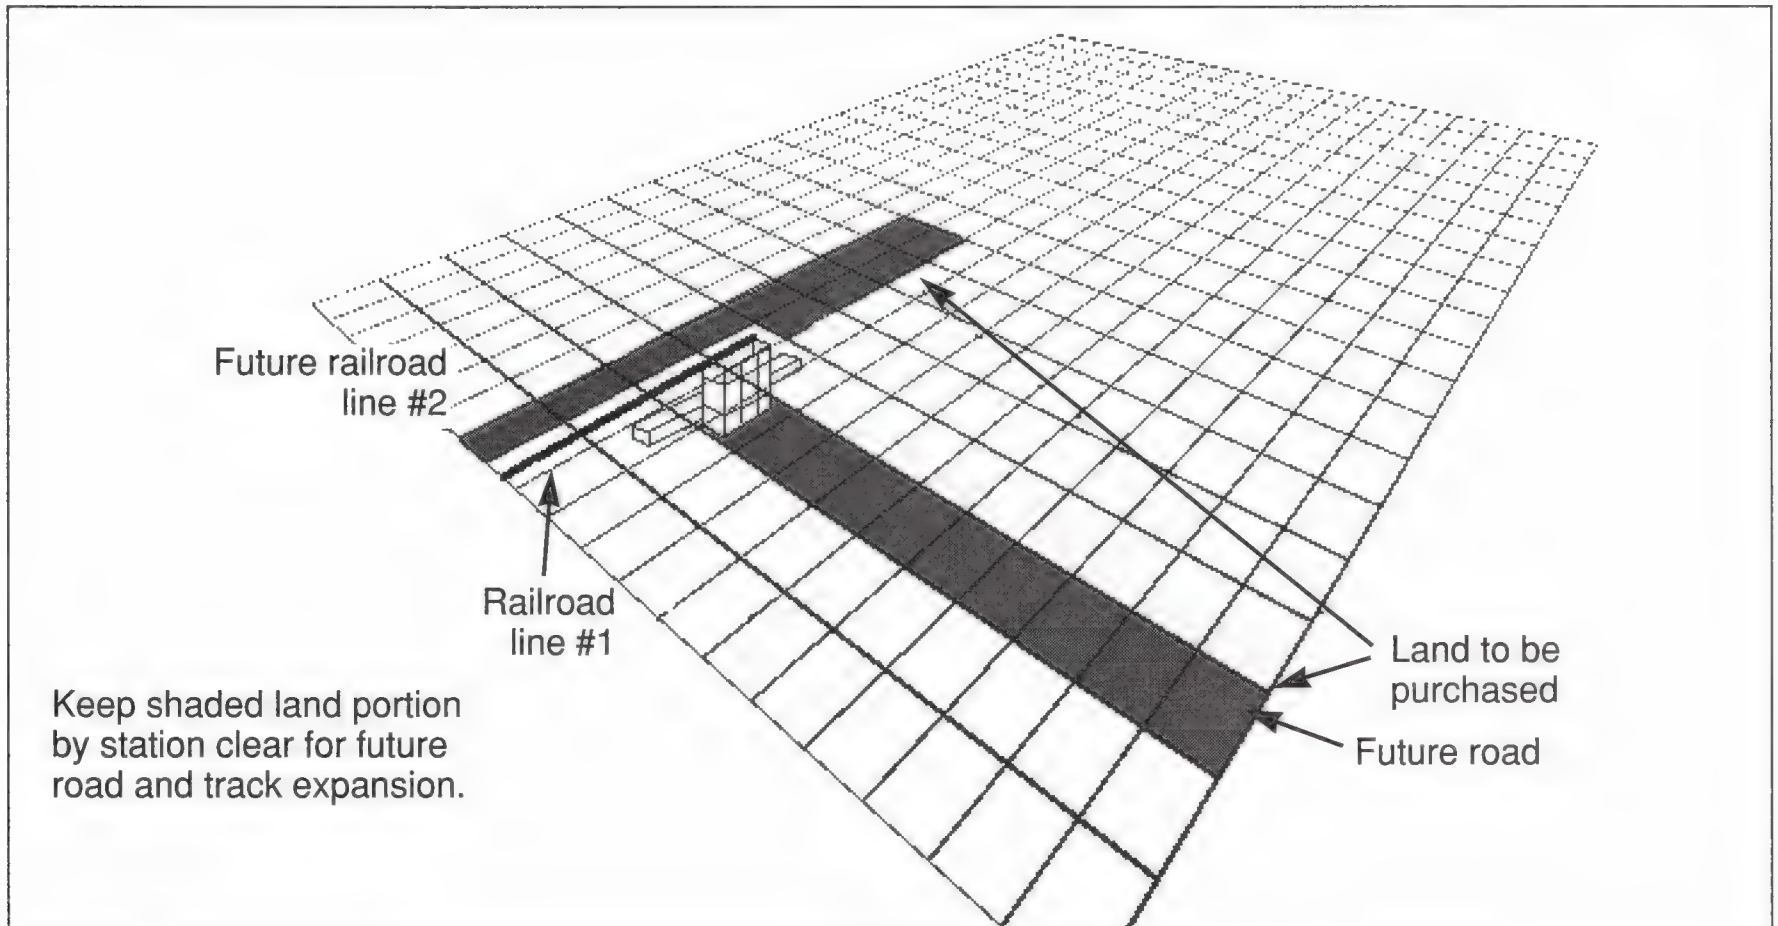 Future railroad
line #2
Railroad
line #1
Keep shaded land portion
by station clear for future
road and track expansion.
Land to be
purchased
Future road